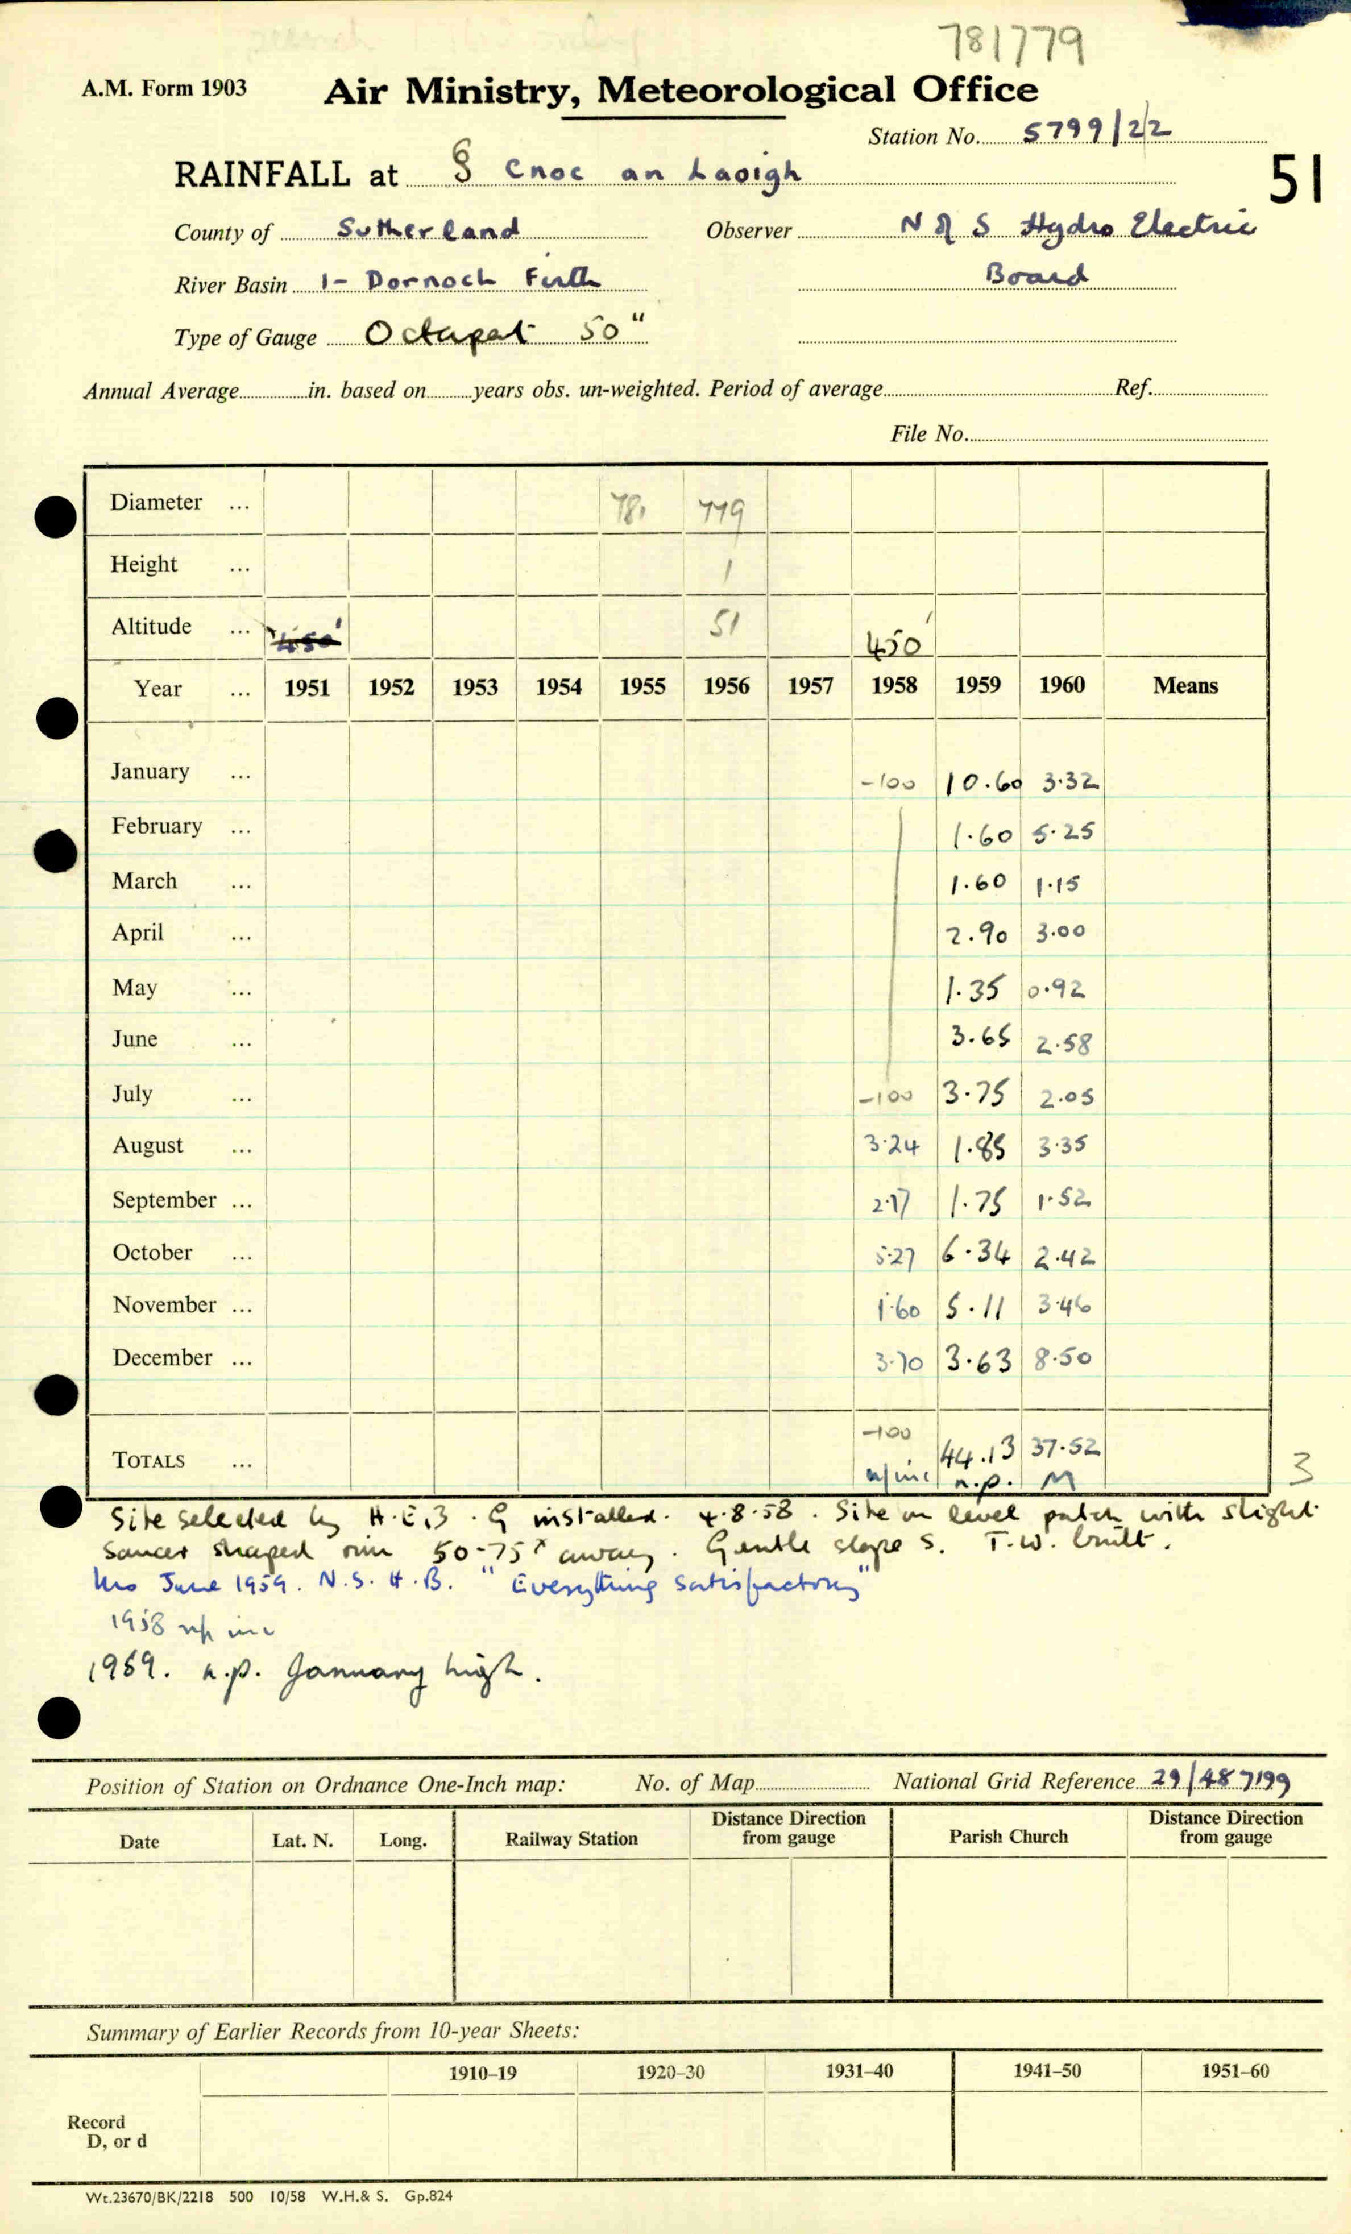 781779
A.M. Form 1903 Air Ministry, Meteorological Office
Station No. 5799/22
RAINFALL at § Cnoc an Laoigh 51
County of Sutherland Observer N of S Hydro Electric
River Basin 1- Dornoch Firth Board
Type of Gauge Octapent 50"
Annual Average in. based on years obs. un-weighted. Period of average Ref.
File No.
Diameter ... 781 779
Height ... 1
Altitude ... 450' 51 450'
Year ... 1951 1952 1953 1954 1955 1956 1957 1958 1959 1960 Means
January ... -100 10.60 3.32
February ... 1.60 5.25
March ... 1.60 1.15
April ... 2.90 3.00
May ... 1.35 0.92
June ... 3.65 2.58
July ... -100 3.75 2.05
August ... 3.24 1.85 3.35
September ... 2.17 1.75 1.52
October ... 5.27 6.34 2.42
November ... 1.60 5.11 3.46
December ... 3.70 3.63 8.50
-100
TOTALS ... 44.13 37.52 3
n.p. M
Site selected by H.E.B. G installed. 4.8.58. Site on level patch with slight
saucer shaped rim 50-75x away. Gentle slope S. T.W. built.
June 1959. N.S.H.B. "Everything satisfactory"
1958 np inc
1959. n.p. January high.
Position of Station on Ordnance One-Inch map: No. of Map National Grid Reference 29/487199
Date Lat. N. Long. Railway Station Distance Direction from gauge Parish Church Distance Direction from gauge
Summary of Earlier Records from 10-year Sheets:
1910–19 1920–30 1931–40 1941–50 1951–60
Record
D, or d
Wt.23670/BK/2218 500 10/58 W.H.& S. Gp.824